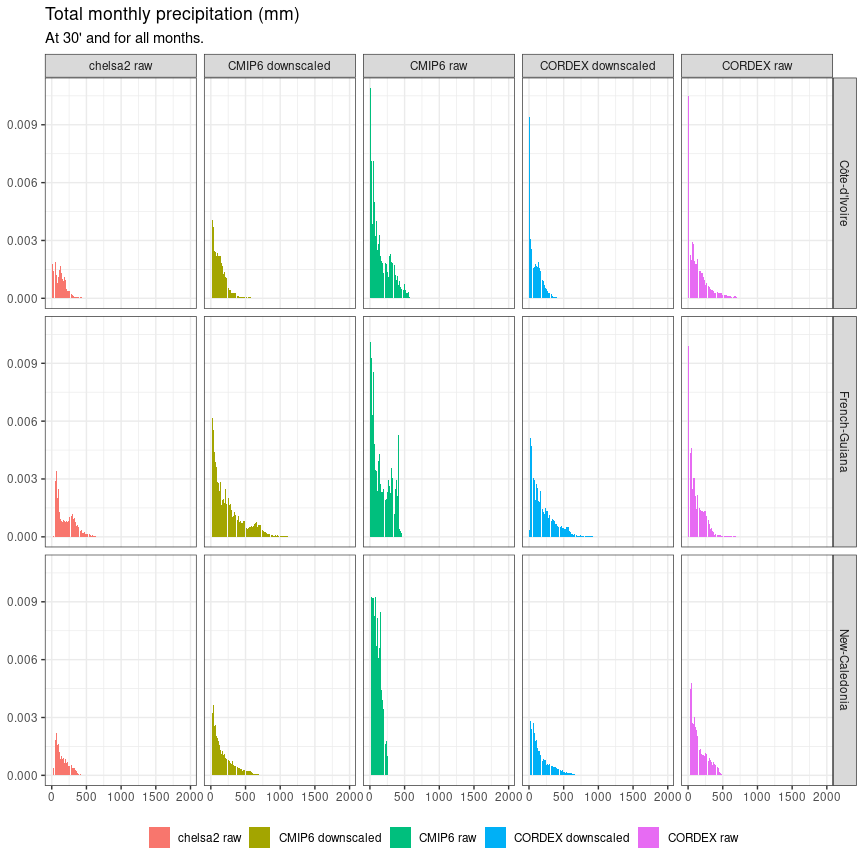 Total monthly precipitation (mm)
At 30' and for all months.
chelsa2 raw
CMIP6 downscaled
CMIP6 raw
CORDEX downscaled
CORDEX raw
0.009
0.006
0.003
0.000
Côte-d'Ivoire
0.009
0.006
0.003
0.000
French-Guiana
0.009
0.006
0.003
0.000
New-Caledonia
0 500 1000 1500 2000
0 500 1000 1500 2000
0 500 1000 1500 2000
0 500 1000 1500 2000
0 500 1000 1500 2000
chelsa2 raw CMIP6 downscaled CMIP6 raw CORDEX downscaled CORDEX raw